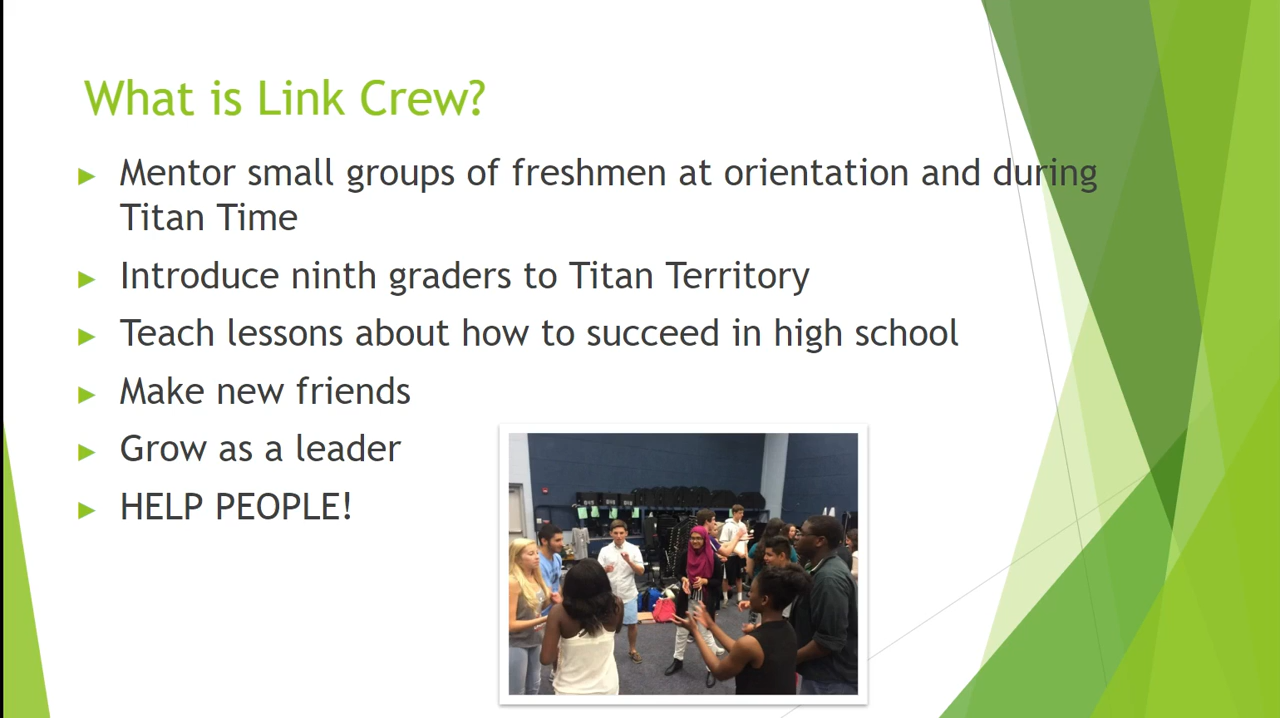 What is Link Crew?
Mentor small groups of freshmen at orientation and during
Titan Time
Introduce ninth graders to Titan Territory
Teach lessons about how to succeed in high school
Make new friends
Grow as a leader
HELP PEOPLE!